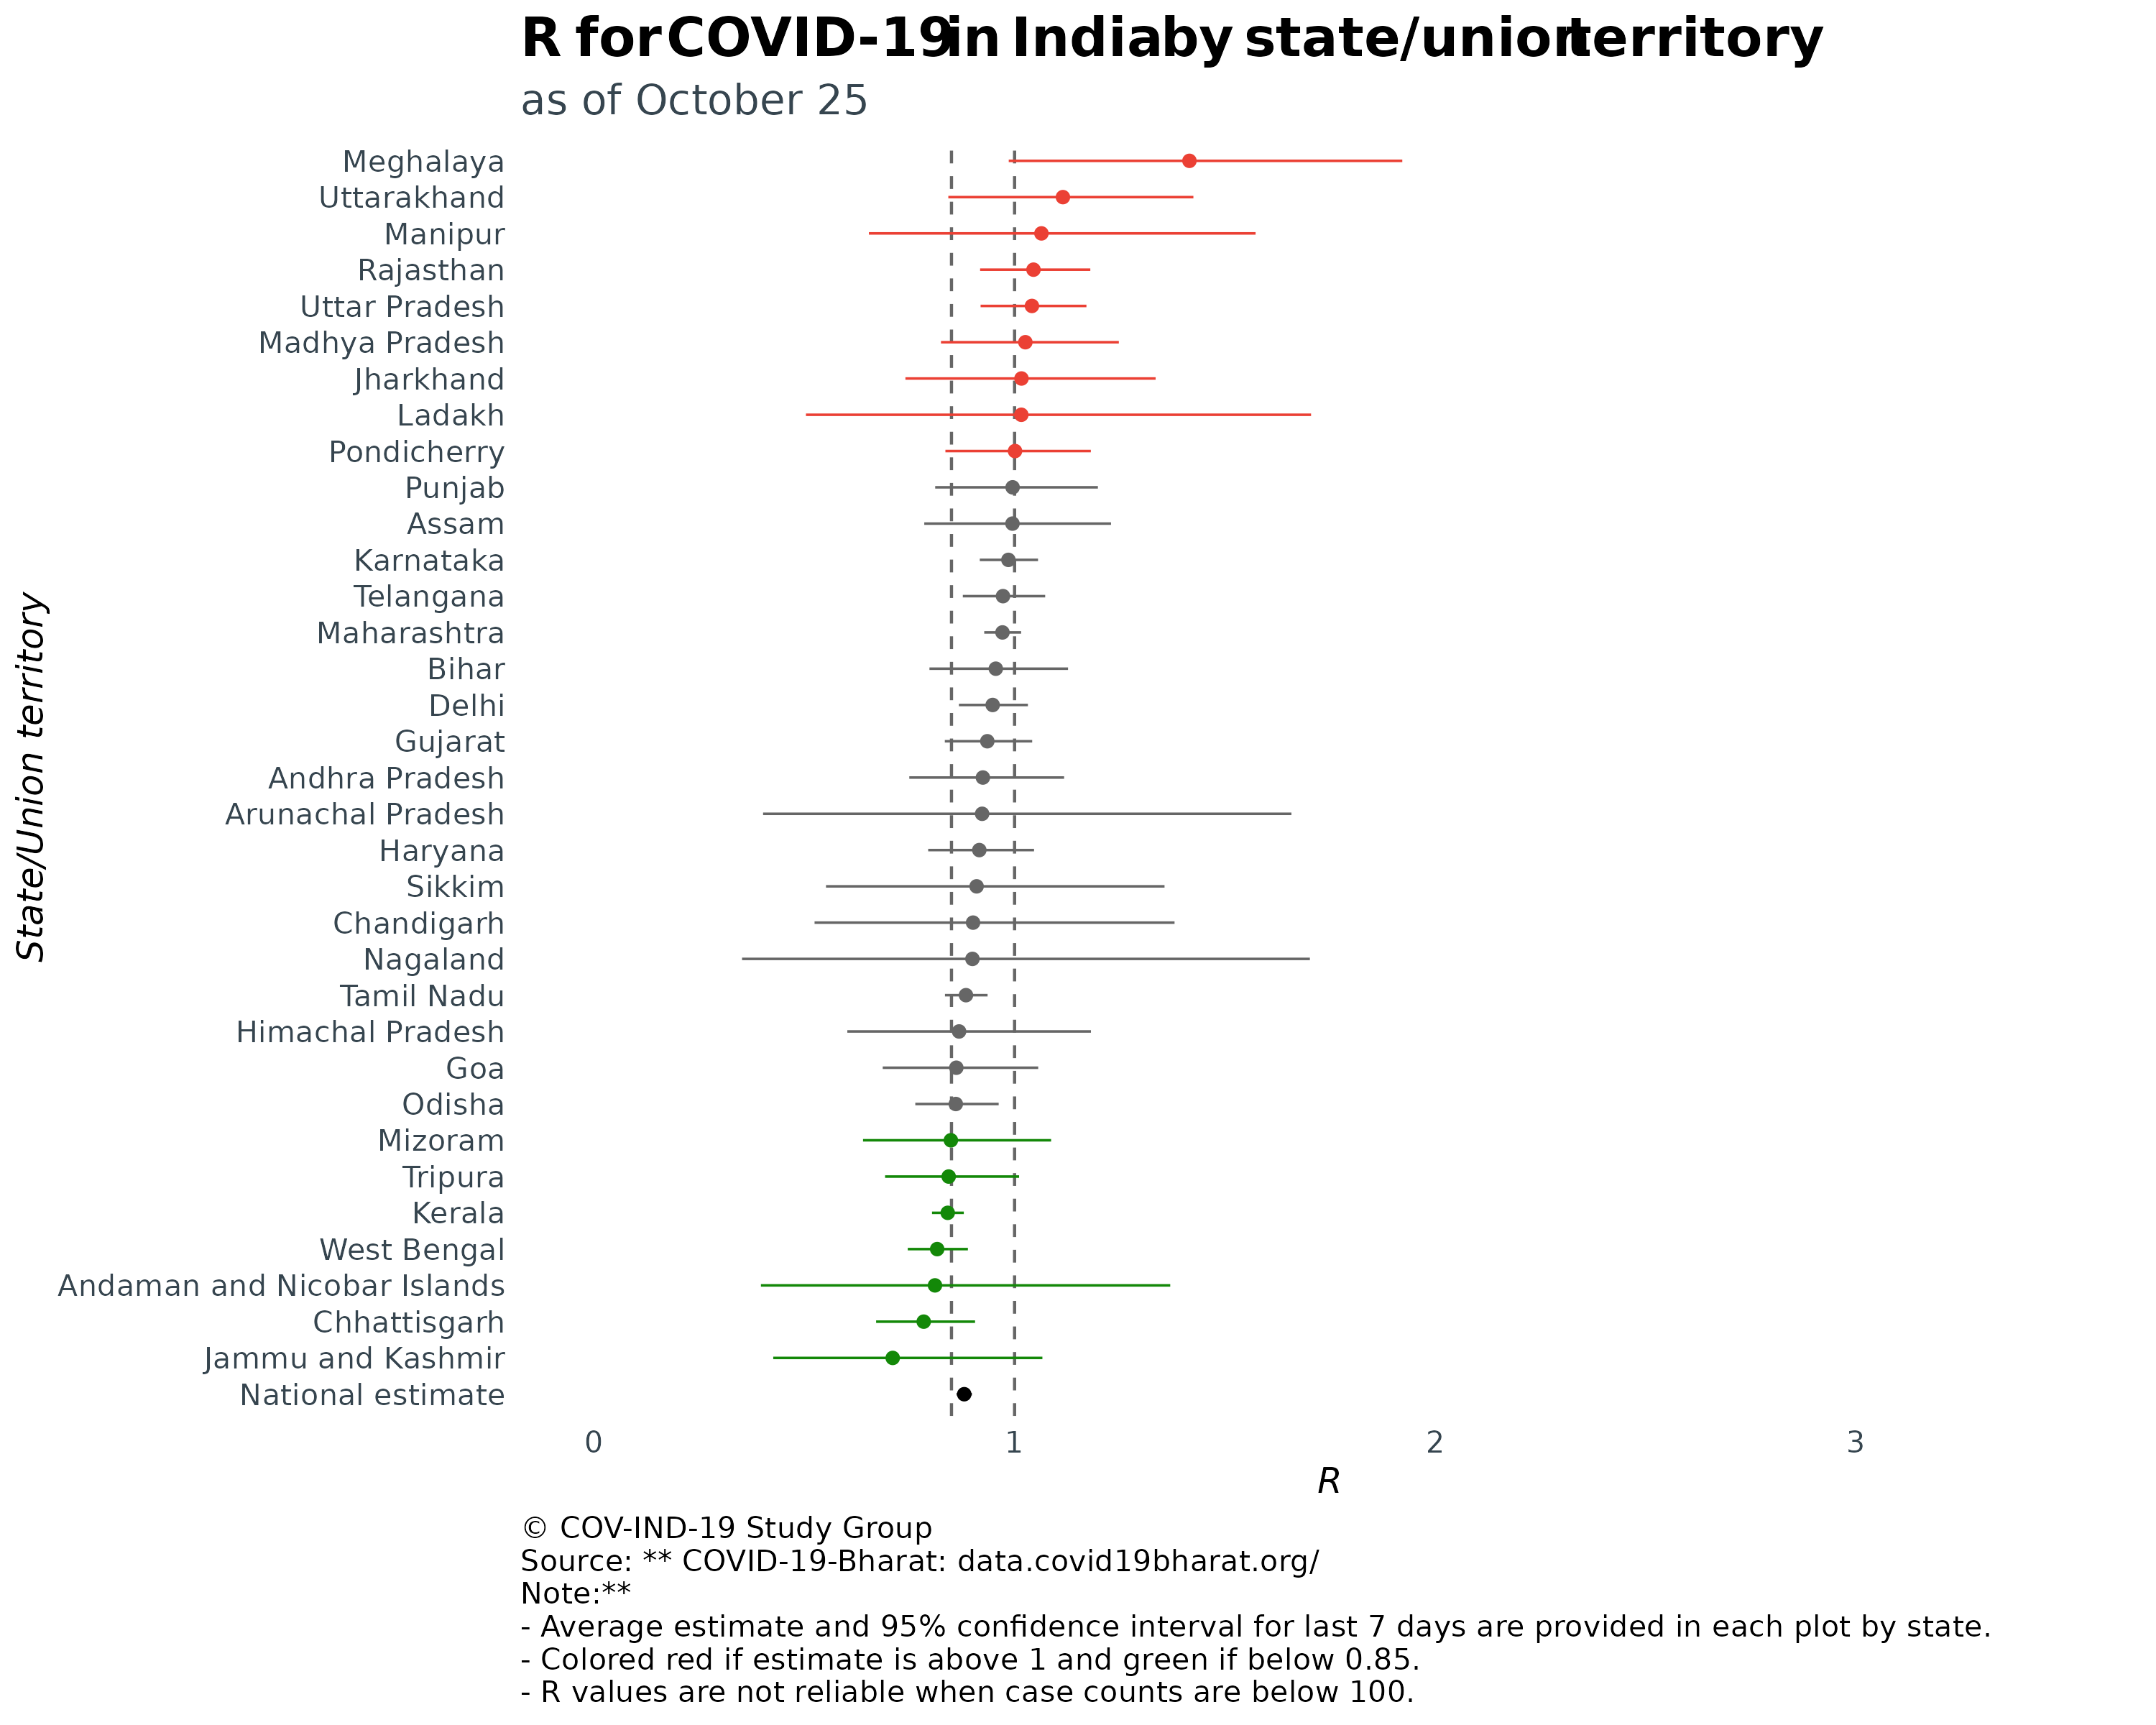 R for COVID-19 in India by state/union territory
as of October 25
State/Union territory
Meghalaya
Uttarakhand
Manipur
Rajasthan
Uttar Pradesh
Madhya Pradesh
Jharkhand
Ladakh
Pondicherry
Punjab
Assam
Karnataka
Telangana
Maharashtra
Bihar
Delhi
Gujarat
Andhra Pradesh
Arunachal Pradesh
Haryana
Sikkim
Chandigarh
Nagaland
Tamil Nadu
Himachal Pradesh
Goa
Odisha
Mizoram
Tripura
Kerala
West Bengal
Andaman and Nicobar Islands
Chhattisgarh
Jammu and Kashmir
National estimate
0 1 2 3
R
© COV-IND-19 Study Group
Source: ** COVID-19-Bharat: data.covid19bharat.org/
Note:**
- Average estimate and 95% confidence interval for last 7 days are provided in each plot by state.
- Colored red if estimate is above 1 and green if below 0.85.
- R values are not reliable when case counts are below 100.